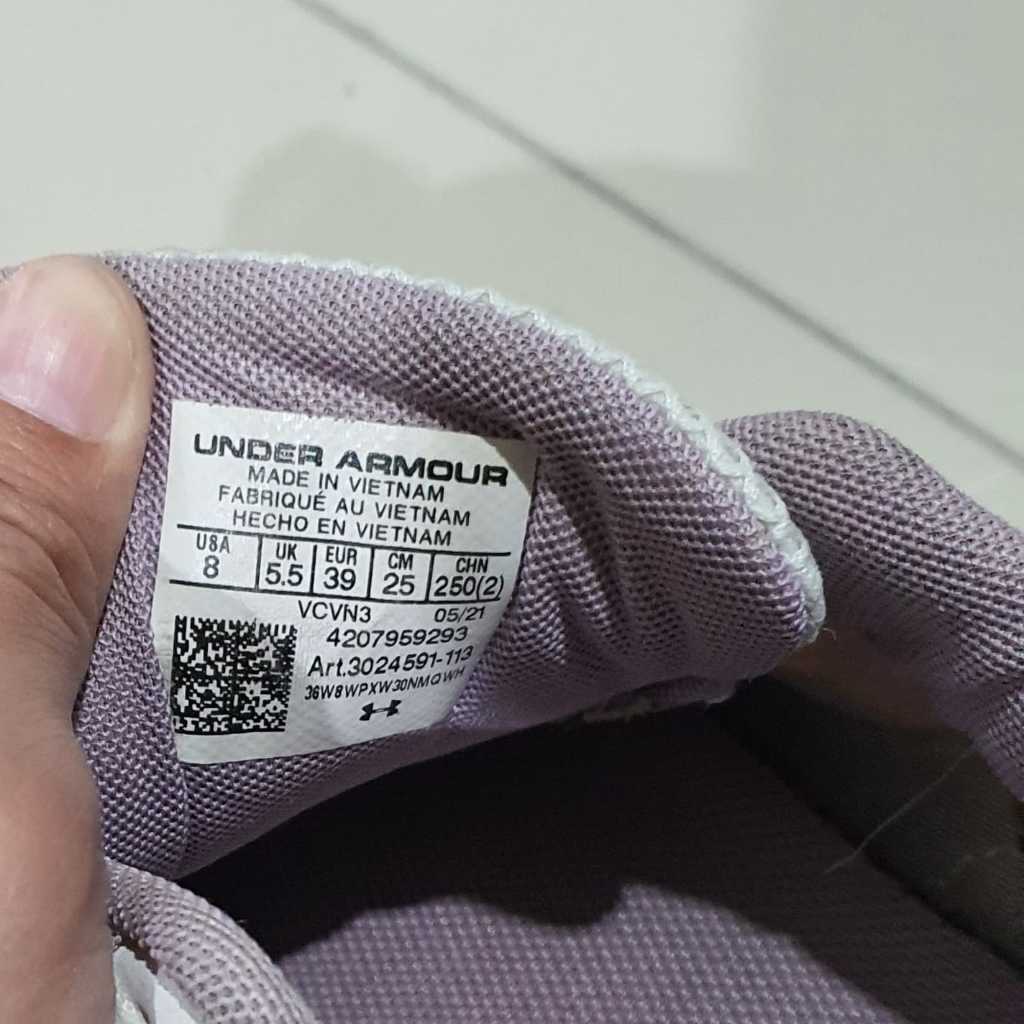 UNDER ARMOUR
MADE IN VIETNAM
FABRIQUÉ AU VIETNAM
HECHO EN VIETNAM
USA UK EUR CM CHN
8 5.5 39 25 250(2)
VCVN3 05/21
4207959293
Art.3024591-113
36W8WPXW30NMQWH